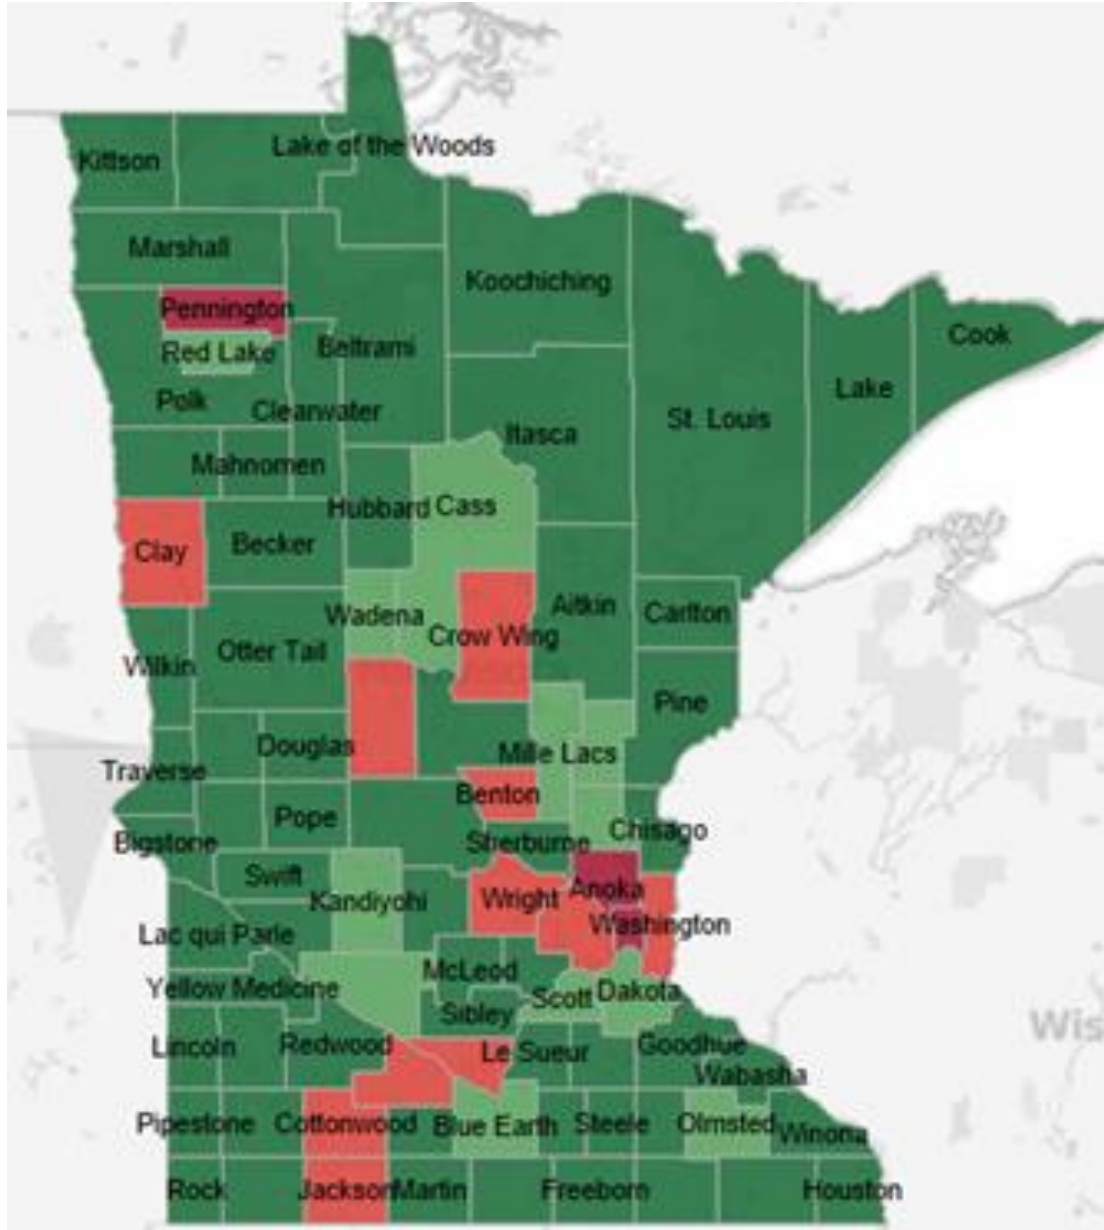 Lake of the Woods
Kittson
Marshall
Koochiching
Pennington
Cook
Red Lake
Beltrami
Lake
Polk
Clearwater
St. Louis
Itasca
Mahnomen
Hubbard
Cass
Becker
Clay
Aitkin
Carlton
Wadena
Crow Wing
Otter Tail
Wilkin
Pine
Douglas
Mille Lacs
Traverse
Benton
Pope
Chisago
Bigstone
Sherburne
Swift
Anoka
Kandiyohi
Wright
Washington
Lac qui Parle
McLeod
Yellow Medicine
Scott
Dakota
Sibley
Wis
Lincoln
Redwood
Le Sueur
Goodhue
Wabasha
Pipestone
Cottonwood
Blue Earth
Steele
Olmsted
Winona
Rock
Jackson
Martin
Freeborn
Houston